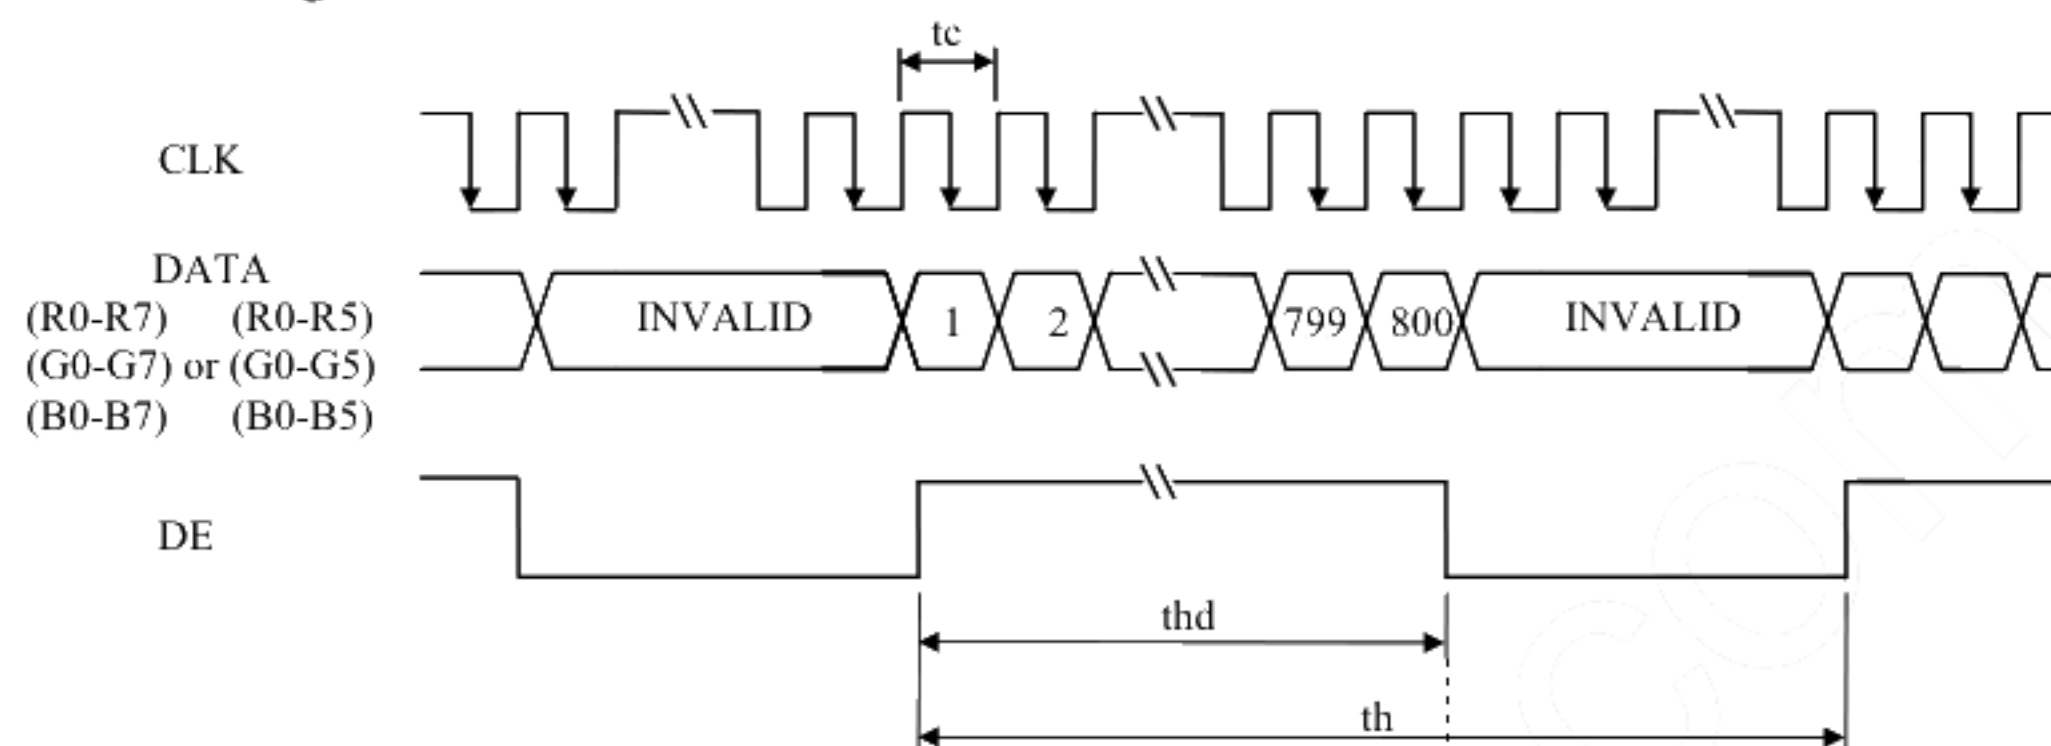 tc
CLK
DATA
(R0-R7) (R0-R5)
(G0-G7) or (G0-G5)
(B0-B7) (B0-B5)
INVALID 1 2 799 800 INVALID
DE
thd
th